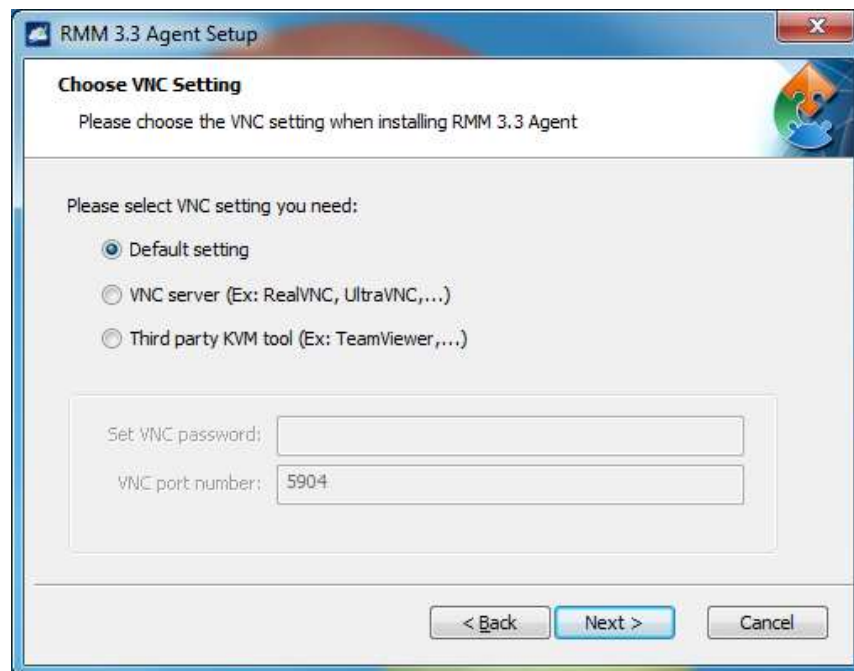 RMM 3.3 Agent Setup
Choose VNC Setting
Please choose the VNC setting when installing RMM 3.3 Agent
Please select VNC setting you need:
Default setting
VNC server (Ex: RealVNC, UltraVNC,...)
Third party KVM tool (Ex: TeamViewer,...)
Set VNC password:
VNC port number: 5904
< Back Next > Cancel